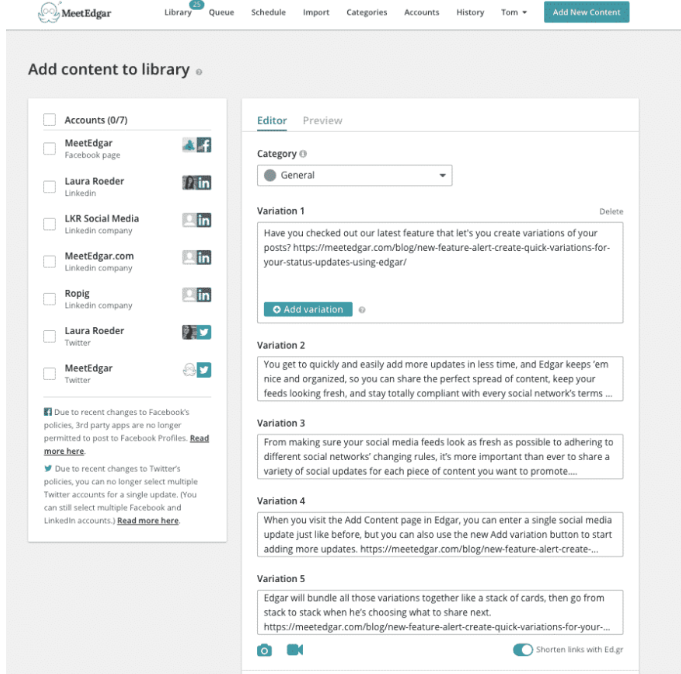 MeetEdgar
Library
25
Queue
Schedule
Import
Categories
Accounts
History
Tom
Add New Content
Add content to library
Accounts (0/7)
MeetEdgar
Facebook page
Laura Roeder
Linkedin
LKR Social Media
Linkedin company
MeetEdgar.com
Linkedin company
Ropig
Linkedin company
Laura Roeder
Twitter
MeetEdgar
Twitter
Due to recent changes to Facebook's
policies, 3rd party apps are no longer
permitted to post to Facebook Profiles. Read
more here.
Due to recent changes to Twitter's
policies, you can no longer select multiple
Twitter accounts for a single update. (You
can still select multiple Facebook and
LinkedIn accounts.) Read more here.
Editor
Preview
Category
General
Variation 1
Delete
Have you checked out our latest feature that let's you create variations of your
posts? https://meetedgar.com/blog/new-feature-alert-create-quick-variations-for-
your-status-updates-using-edgar/
Add variation
Variation 2
You get to quickly and easily add more updates in less time, and Edgar keeps 'em
nice and organized, so you can share the perfect spread of content, keep your
feeds looking fresh, and stay totally compliant with every social network's terms ...
Variation 3
From making sure your social media feeds look as fresh as possible to adhering to
different social networks' changing rules, it's more important than ever to share a
variety of social updates for each piece of content you want to promote....
Variation 4
When you visit the Add Content page in Edgar, you can enter a single social media
update just like before, but you can also use the new Add variation button to start
adding more updates. https://meetedgar.com/blog/new-feature-alert-create-...
Variation 5
Edgar will bundle all those variations together like a stack of cards, then go from
stack to stack when he's choosing what to share next.
https://meetedgar.com/blog/new-feature-alert-create-quick-variations-for-your-...
Shorten links with Ed.gr